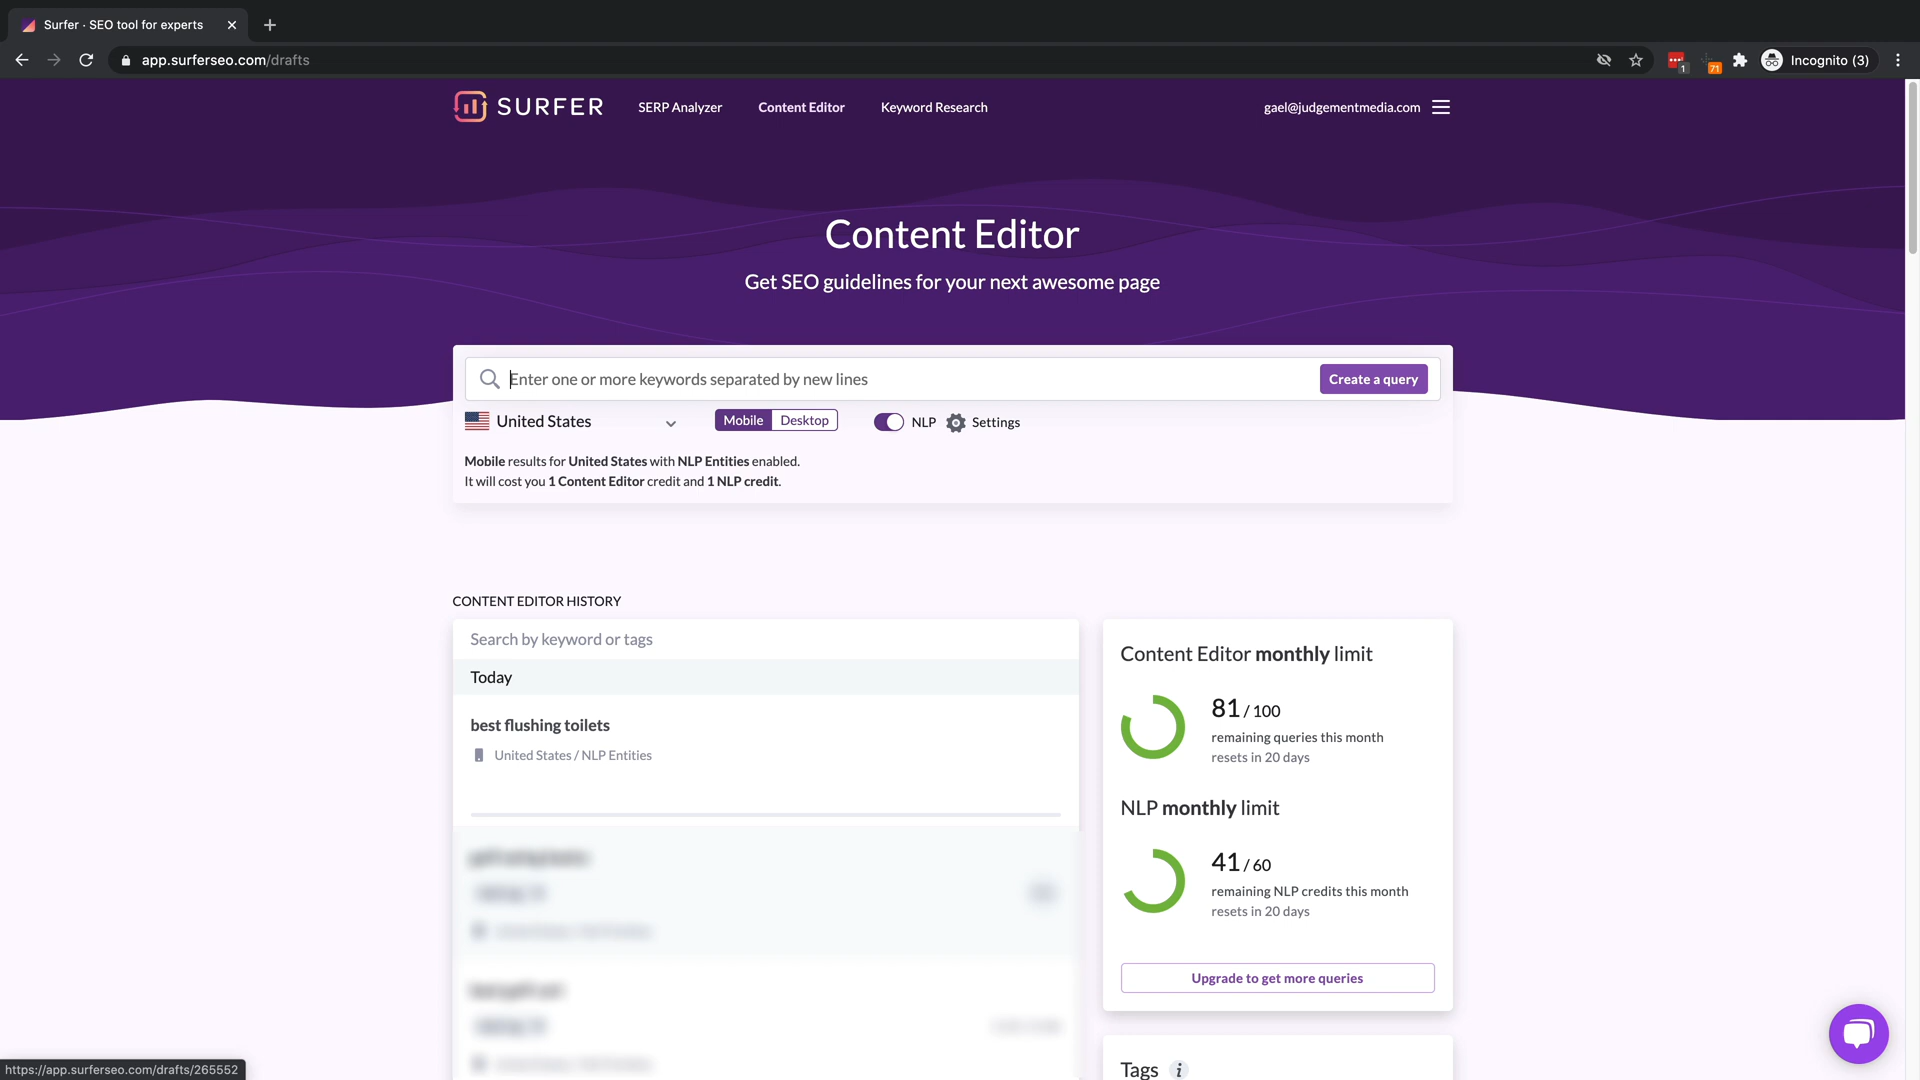 Surfer · SEO tool for experts
app.surferseo.com/drafts
1
71
Incognito (3)
SURFER
SERP Analyzer
Content Editor
Keyword Research
gael@judgementmedia.com
Content Editor
Get SEO guidelines for your next awesome page
Enter one or more keywords separated by new lines
Create a query
United States
Mobile
Desktop
NLP
Settings
Mobile results for United States with NLP Entities enabled.
It will cost you 1 Content Editor credit and 1 NLP credit.
CONTENT EDITOR HISTORY
Search by keyword or tags
Today
best flushing toilets
United States / NLP Entities
Content Editor monthly limit
81 / 100
remaining queries this month
resets in 20 days
NLP monthly limit
41 / 60
remaining NLP credits this month
resets in 20 days
Upgrade to get more queries
Tags i
https://app.surferseo.com/drafts/265552